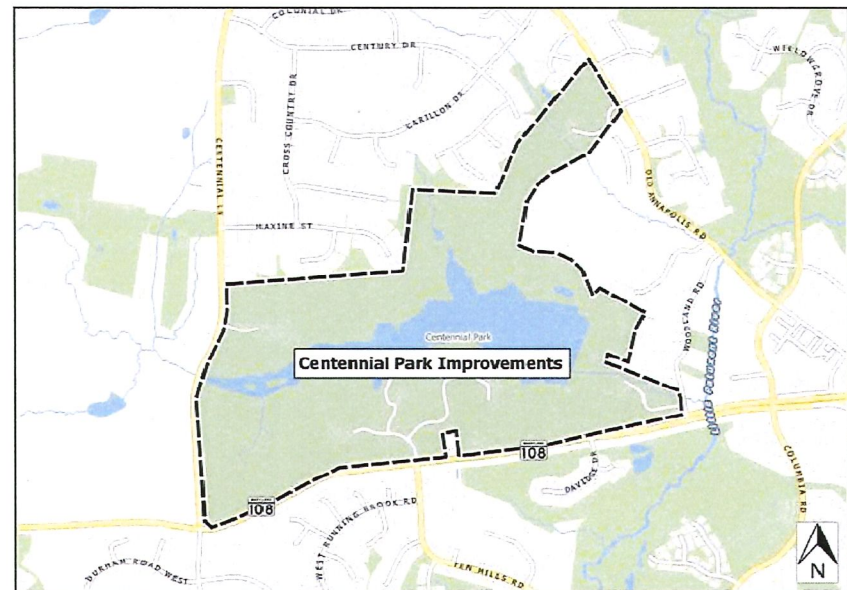 COLONIAL DR
CENTURY DR
WILLOWGROVE DR
CARILLON DR
CROSS COUNTRY DR
CENTENNIAL LN
OLD ANNAPOLIS RD
MAXINE ST
WOODLAND RD
Little Patuxent River
Centennial Park
Centennial Park Improvements
MARYLAND
108
DAVIDGE DR
COLUMBIA RD
MARYLAND
108
WEST RUNNING BROOK RD
DURHAM ROAD WEST
TEN MILLS RD
N